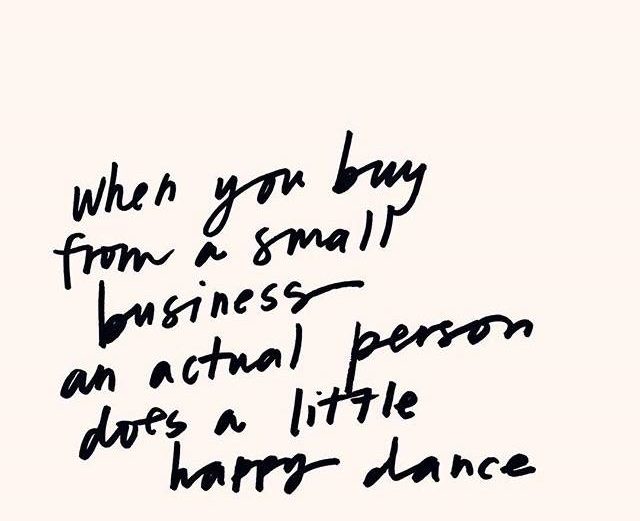 when you buy
from a small
business
an actual person
does a little
happy dance